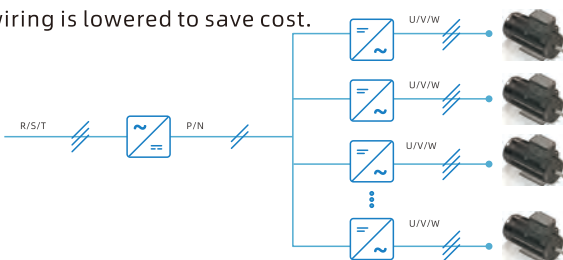 wiring is lowered to save cost.
U/V/W
U/V/W
R/S/T
P/N
U/V/W
U/V/W